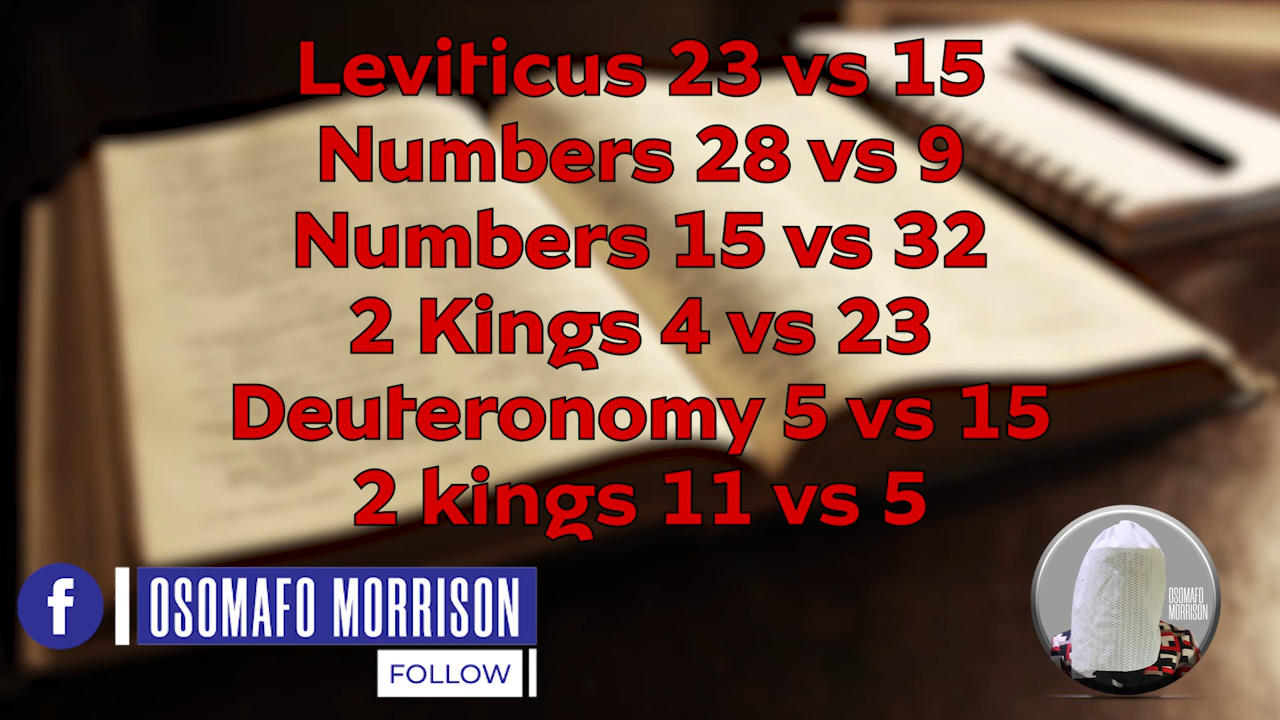 Leviticus 23 vs 15
Numbers 28 vs 9
Numbers 15 vs 32
2 Kings 4 vs 23
Deuteronomy 5 vs 15
2 kings 11 vs 5
f
OSOMAFO MORRISON
FOLLOW
OSOMAFO
MORRISON